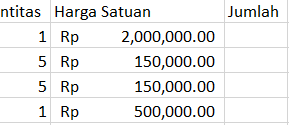 ntitas Harga Satuan Jumlah
1 Rp 2,000,000.00
5 Rp 150,000.00
5 Rp 150,000.00
1 Rp 500,000.00